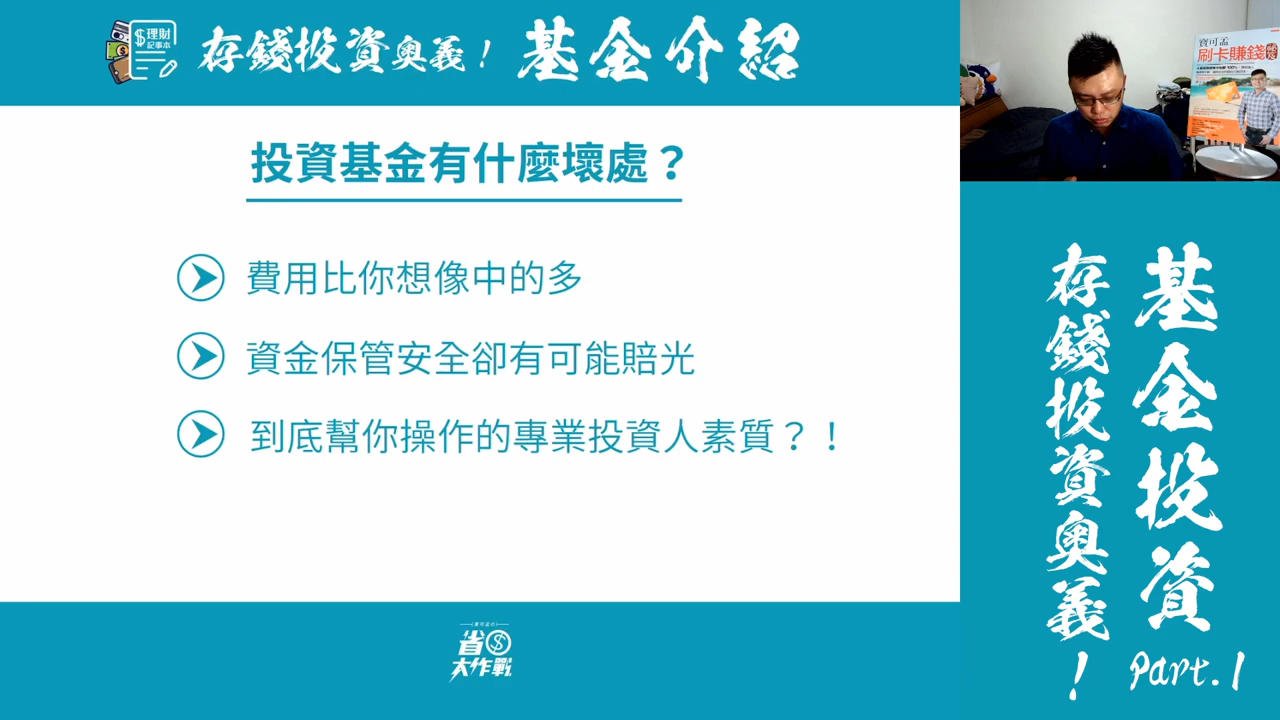 理財
記事本
存錢投資奧義！ 基金介紹
投資基金有什麼壞處？
費用比你想像中的多
資金保管安全卻有可能賠光
到底幫你操作的專業投資人素質？！
省
大作戰
寶可孟
刷卡賺錢
基金投資 Part.1
存錢投資奧義！